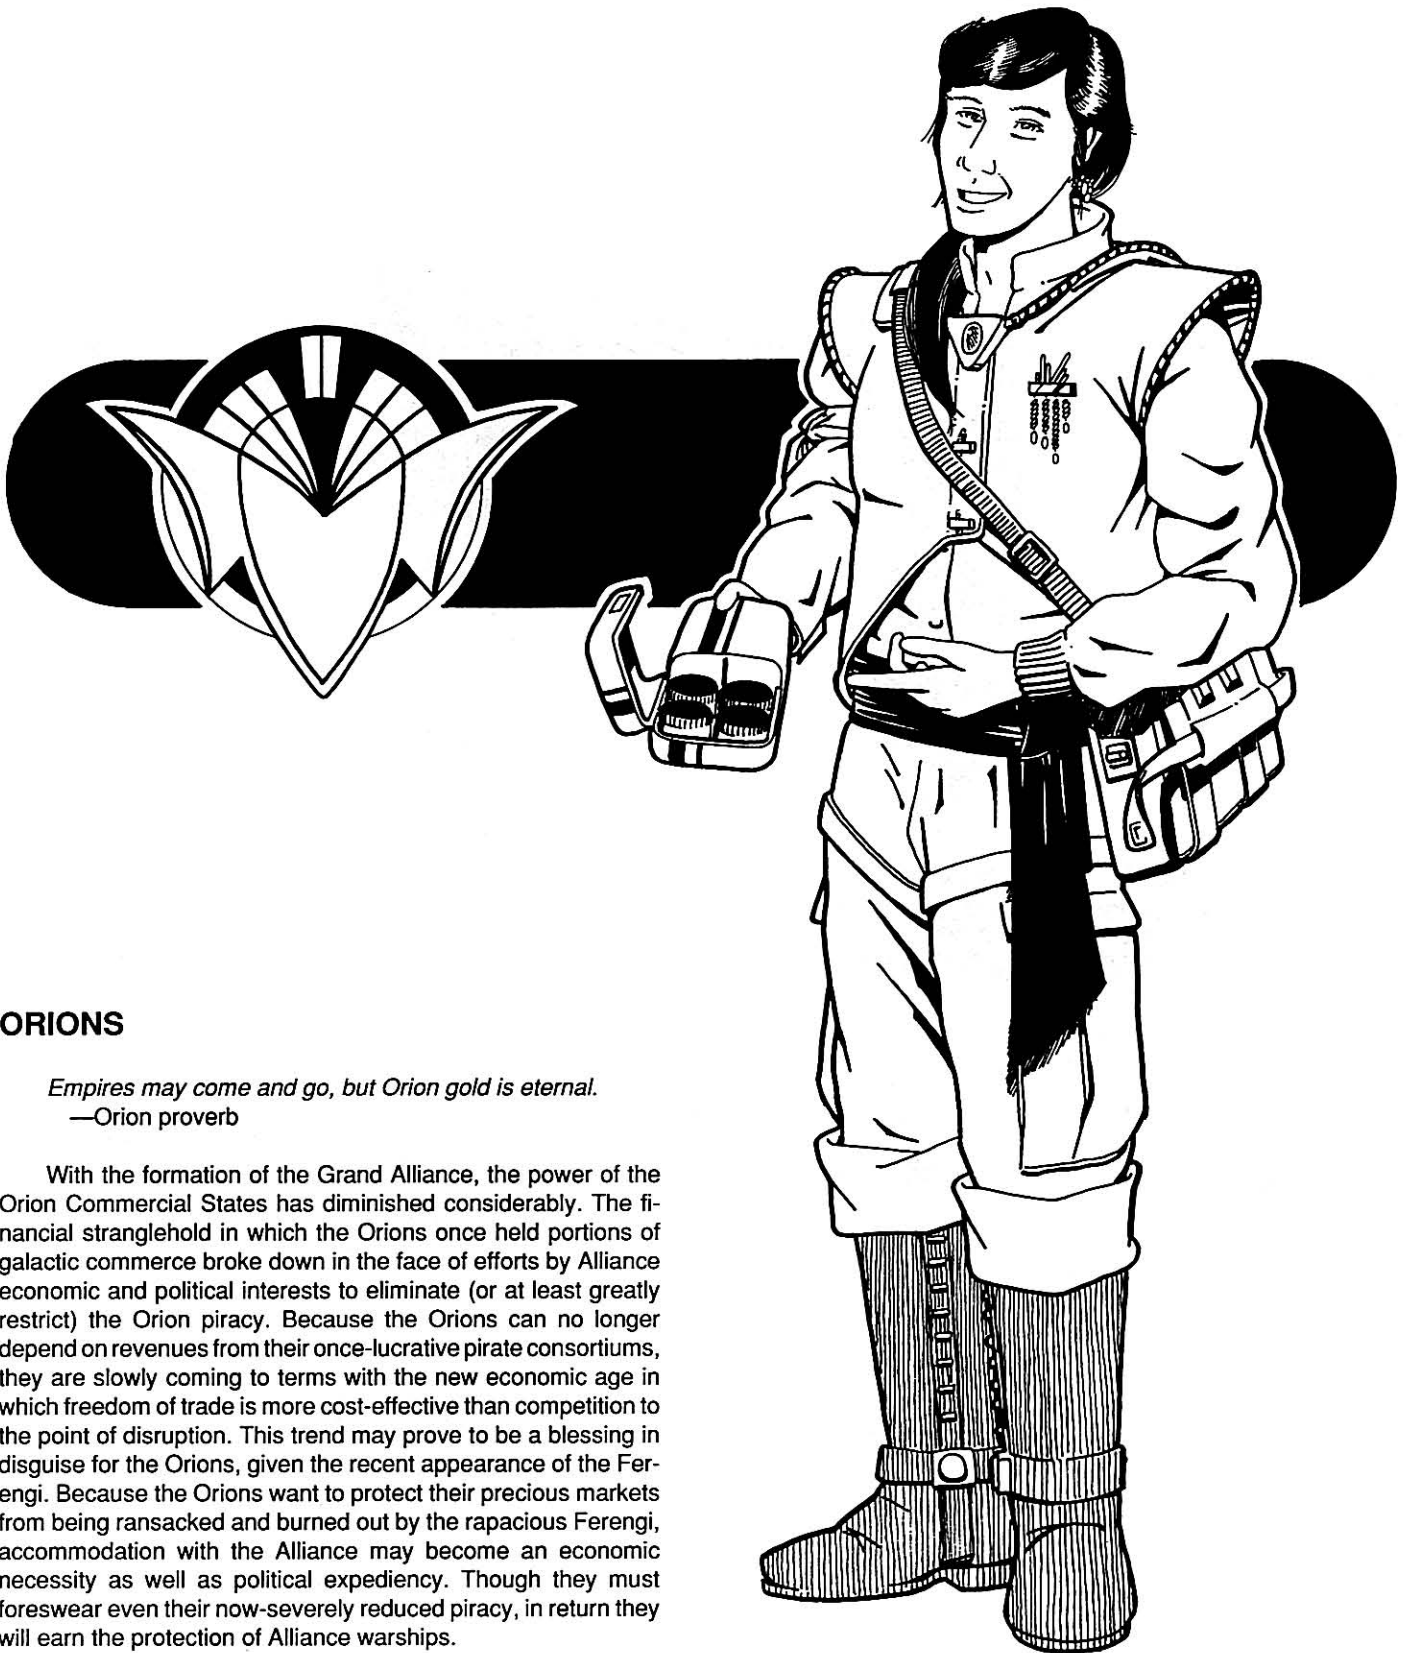 ORIONS
Empires may come and go, but Orion gold is eternal.
—Orion proverb
With the formation of the Grand Alliance, the power of the
Orion Commercial States has diminished considerably. The fi-
nancial stranglehold in which the Orions once held portions of
galactic commerce broke down in the face of efforts by Alliance
economic and political interests to eliminate (or at least greatly
restrict) the Orion piracy. Because the Orions can no longer
depend on revenues from their once-lucrative pirate consortiums,
they are slowly coming to terms with the new economic age in
which freedom of trade is more cost-effective than competition to
the point of disruption. This trend may prove to be a blessing in
disguise for the Orions, given the recent appearance of the Fer-
engi. Because the Orions want to protect their precious markets
from being ransacked and burned out by the rapacious Ferengi,
accommodation with the Alliance may become an economic
necessity as well as political expediency. Though they must
foreswear even their now-severely reduced piracy, in return they
will earn the protection of Alliance warships.